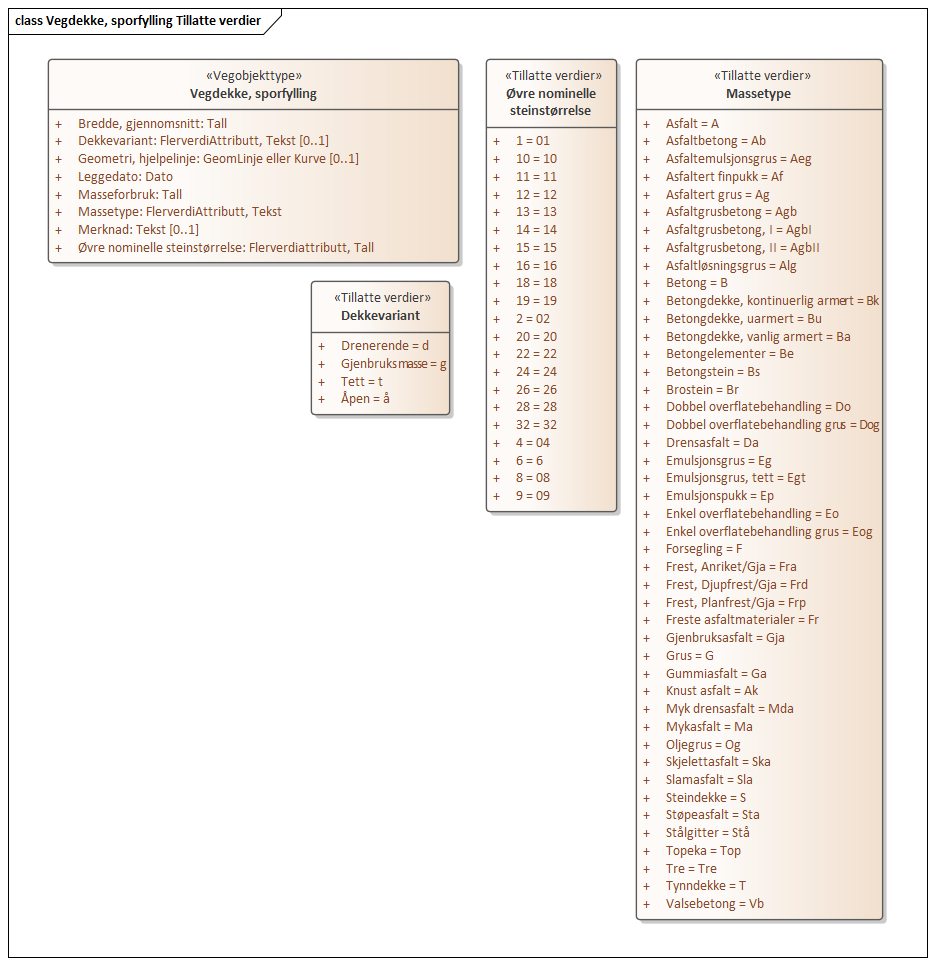 class Vegdekke, sporfylling Tillatte verdier
«Vegobjekttype»
Vegdekke, sporfylling
+ Bredde, gjennomsnitt: Tall
+ Dekkevariant: FlerverdiAttributt, Tekst [0..1]
+ Geometri, hjelpelinje: GeomLinje eller Kurve [0..1]
+ Leggedato: Dato
+ Masseforbruk: Tall
+ Massetype: FlerverdiAttributt, Tekst
+ Merknad: Tekst [0..1]
+ Øvre nominelle steinstørrelse: Flerverdiattributt, Tall
«Tillatte verdier»
Dekkevariant
+ Drenerende = d
+ Gjenbruksmasse = g
+ Tett = t
+ Åpen = å
«Tillatte verdier»
Øvre nominelle
steinstørrelse
+ 1 = 01
+ 10 = 10
+ 11 = 11
+ 12 = 12
+ 13 = 13
+ 14 = 14
+ 15 = 15
+ 16 = 16
+ 18 = 18
+ 19 = 19
+ 2 = 02
+ 20 = 20
+ 22 = 22
+ 24 = 24
+ 26 = 26
+ 28 = 28
+ 32 = 32
+ 4 = 04
+ 6 = 6
+ 8 = 08
+ 9 = 09
«Tillatte verdier»
Massetype
+ Asfalt = A
+ Asfaltbetong = Ab
+ Asfaltemulsjonsgrus = Aeg
+ Asfaltert finpukk = Af
+ Asfaltert grus = Ag
+ Asfaltgrusbetong = Agb
+ Asfaltgrusbetong, I = AgbI
+ Asfaltgrusbetong, II = AgbII
+ Asfaltløsningsgrus = Alg
+ Betong = B
+ Betongdekke, kontinuerlig armert = Bk
+ Betongdekke, uarmert = Bu
+ Betongdekke, vanlig armert = Ba
+ Betongelementer = Be
+ Betongstein = Bs
+ Brostein = Br
+ Dobbel overflatebehandling = Do
+ Dobbel overflatebehandling grus = Dog
+ Drensasfalt = Da
+ Emulsjonsgrus = Eg
+ Emulsjonsgrus, tett = Egt
+ Emulsjonspukk = Ep
+ Enkel overflatebehandling = Eo
+ Enkel overflatebehandling grus = Eog
+ Forsegling = F
+ Frest, Anriket/Gja = Fra
+ Frest, Djupfrest/Gja = Frd
+ Frest, Planfrest/Gja = Frp
+ Freste asfaltmaterialer = Fr
+ Gjenbruksasfalt = Gja
+ Grus = G
+ Gummiasfalt = Ga
+ Knust asfalt = Ak
+ Myk drensasfalt = Mda
+ Mykasfalt = Ma
+ Oljegrus = Og
+ Skjelettasfalt = Ska
+ Slamasfalt = Sla
+ Steindekke = S
+ Støpeasfalt = Sta
+ Stålgitter = Stå
+ Topeka = Top
+ Tre = Tre
+ Tynndekke = T
+ Valsebetong = Vb